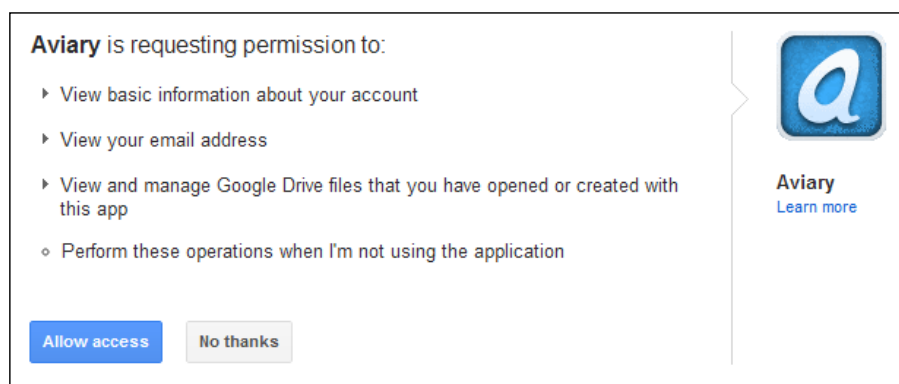 Aviary is requesting permission to:
View basic information about your account
View your email address
View and manage Google Drive files that you have opened or created with
this app
Perform these operations when I'm not using the application
Allow access
No thanks
a
Aviary
Learn more